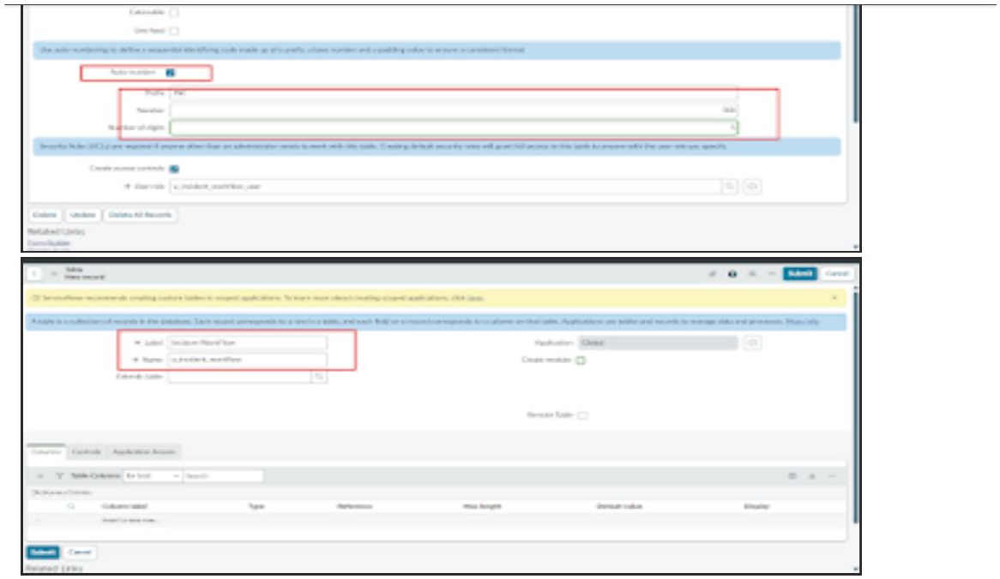 Extensible
Live feed
Use auto-numbering to define a sequential identifying code made up of a prefix, a base number and a padding value to ensure a consistent format
Auto-number
Prefix
Number
Number of digits
Security Rules (ACLs) are required if anyone other than an administrator needs to work with this table. Creating default security rules will grant full access to this table to anyone with the user role you specify.
Create access controls
User role u_incident_workflow_user
Delete Update Delete All Records
Related Links
Form Builder
Table
New record
Submit Cancel
ServiceNow recommends creating custom tables in scoped applications. To learn more about creating scoped applications, click here.
A table is a collection of records in the database. Each record corresponds to a row in a table, and each field on a record corresponds to a column on that table. Applications use tables and records to manage data and processes. More Info
Label Incident Workflow Application Global
Name u_incident_workflow Create module
Extends table
Remote Table
Columns Controls Application Access
Table Columns for text Search
Dictionary Entries
Column label Type Reference Max length Default value Display
Insert a new row...
Submit Cancel
Related Links